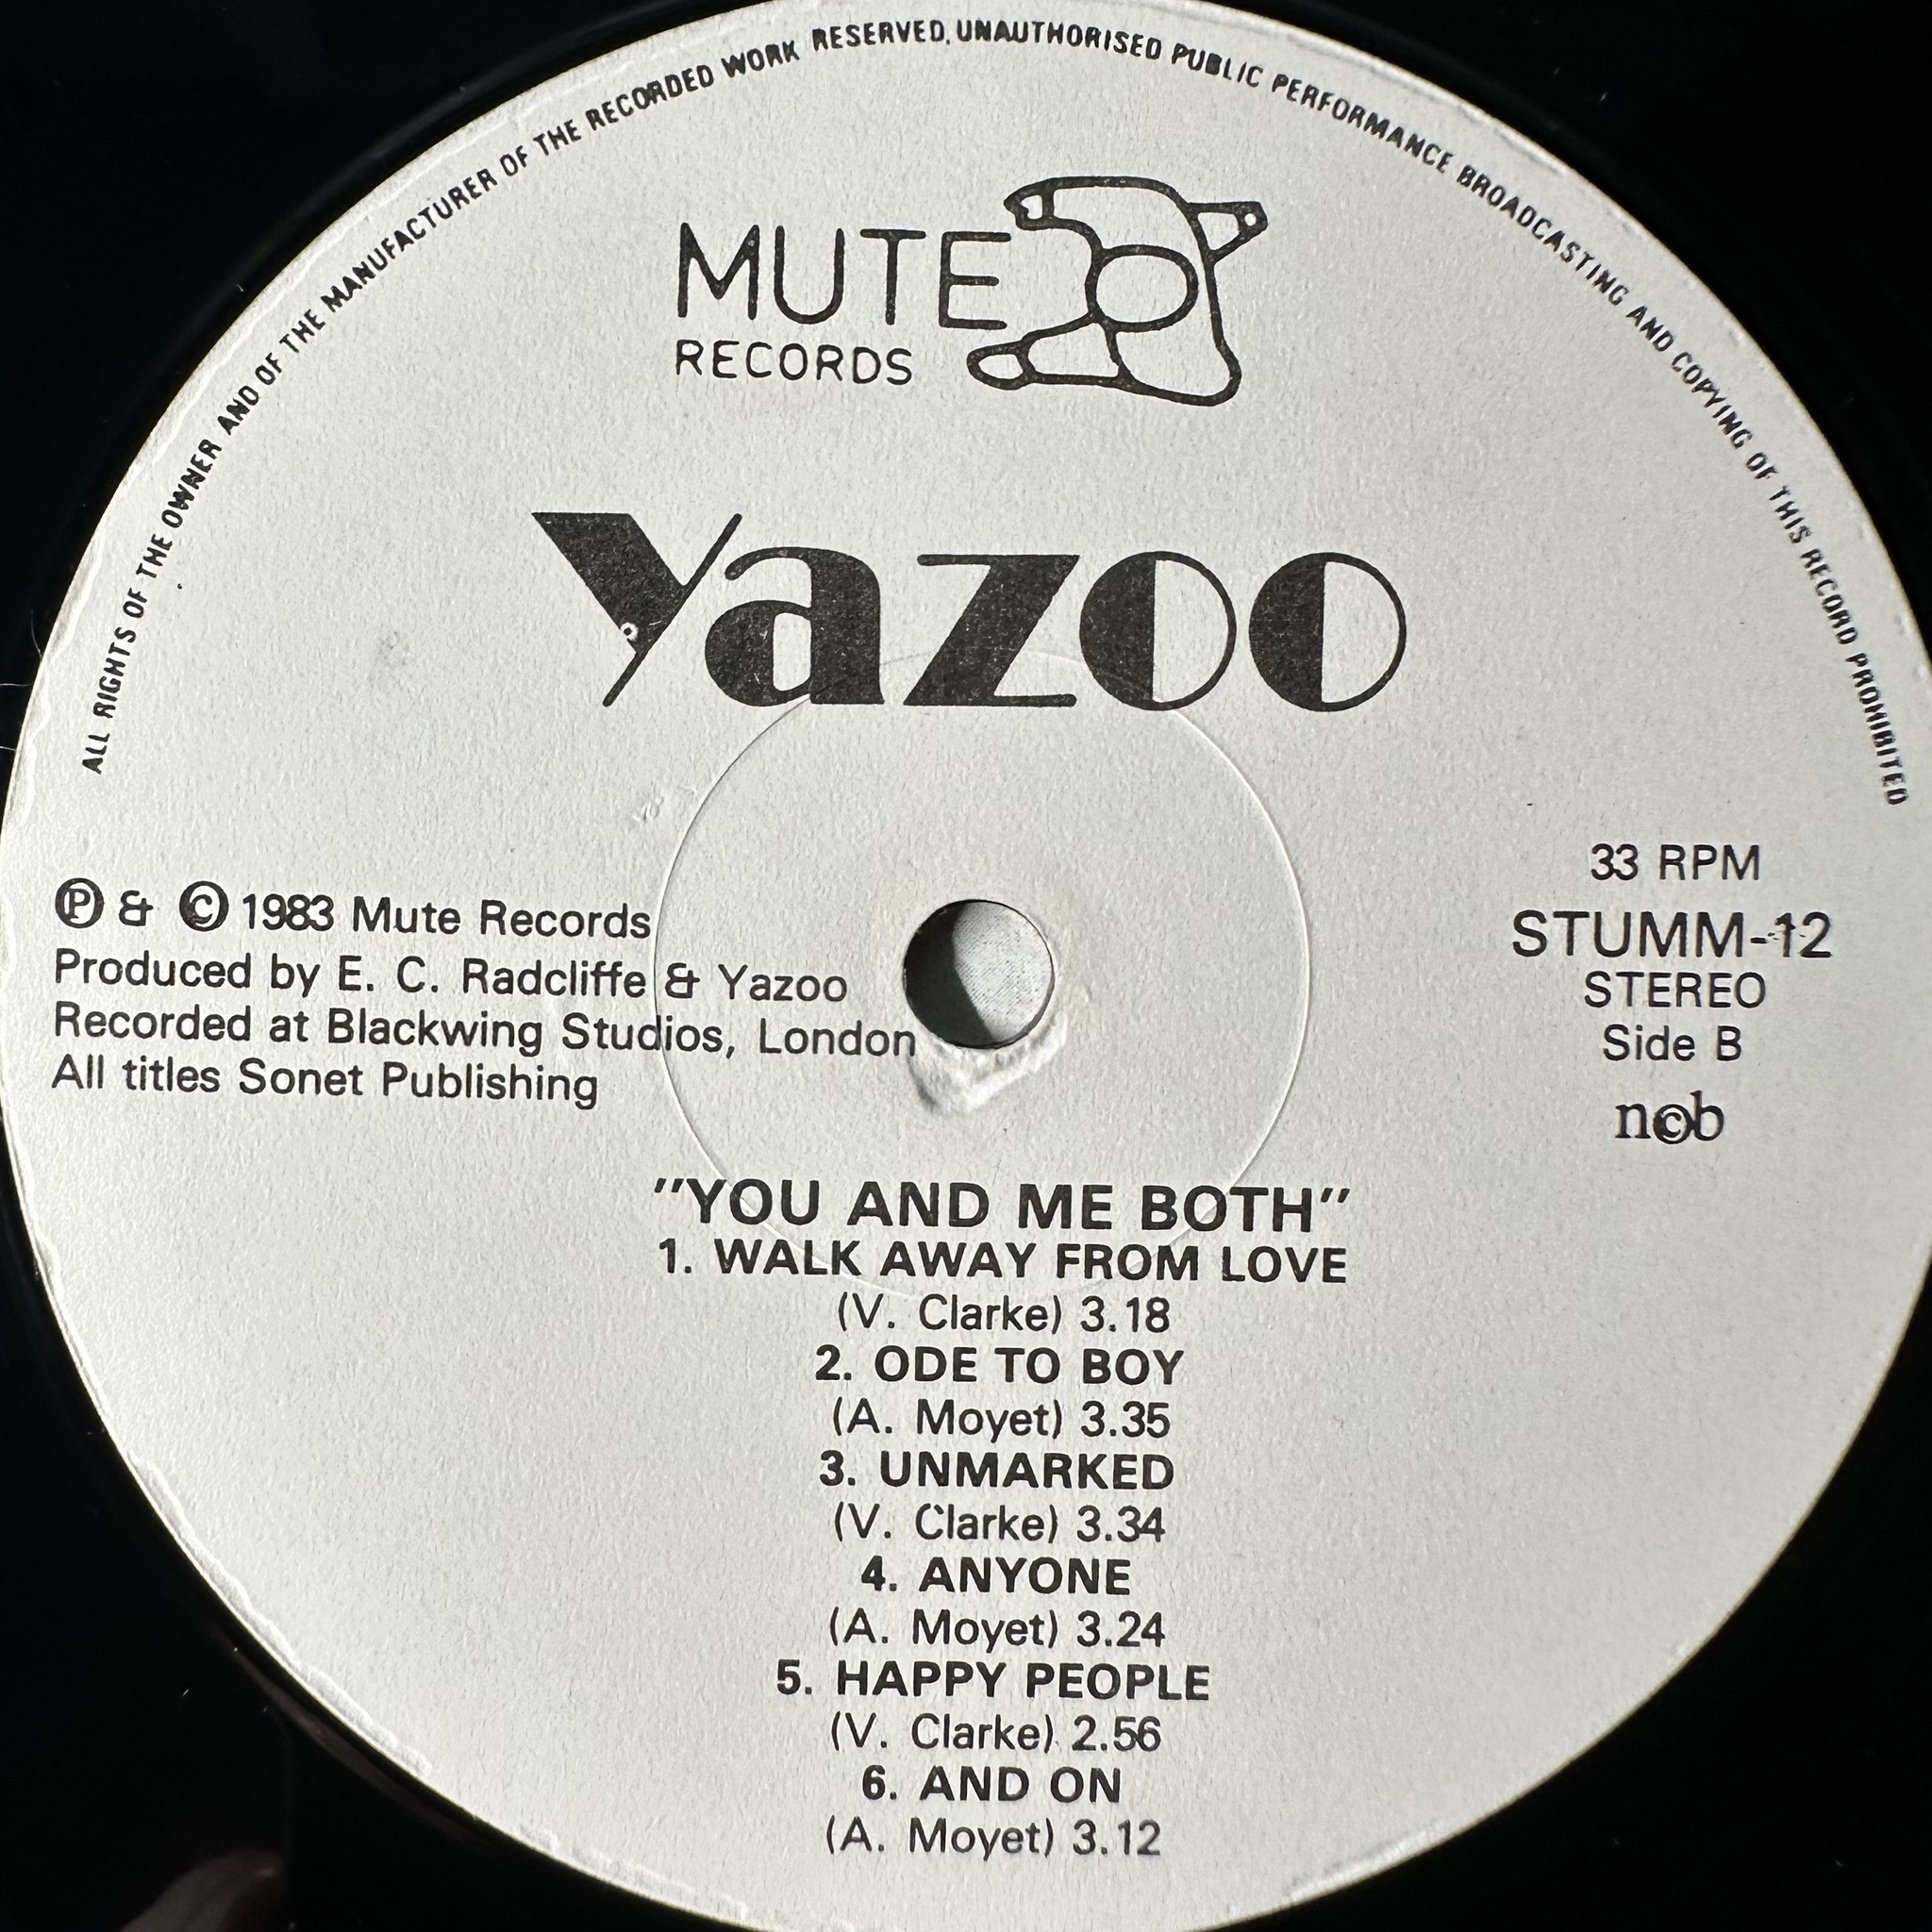 ALL RIGHTS OF THE OWNER AND OF THE MANUFACTURER OF THE RECORDED WORK RESERVED, UNAUTHORISED PUBLIC PERFORMANCE BROADCASTING AND COPYING OF THIS RECORD PROHIBITED
MUTE
RECORDS
Yazoo
33 RPM
STUMM-12
STEREO
Side B
n©b
Ⓟ & © 1983 Mute Records
Produced by E. C. Radcliffe & Yazoo
Recorded at Blackwing Studios, London
All titles Sonet Publishing
"YOU AND ME BOTH"
1. WALK AWAY FROM LOVE
(V. Clarke) 3.18
2. ODE TO BOY
(A. Moyet) 3.35
3. UNMARKED
(V. Clarke) 3.34
4. ANYONE
(A. Moyet) 3.24
5. HAPPY PEOPLE
(V. Clarke) 2.56
6. AND ON
(A. Moyet) 3.12